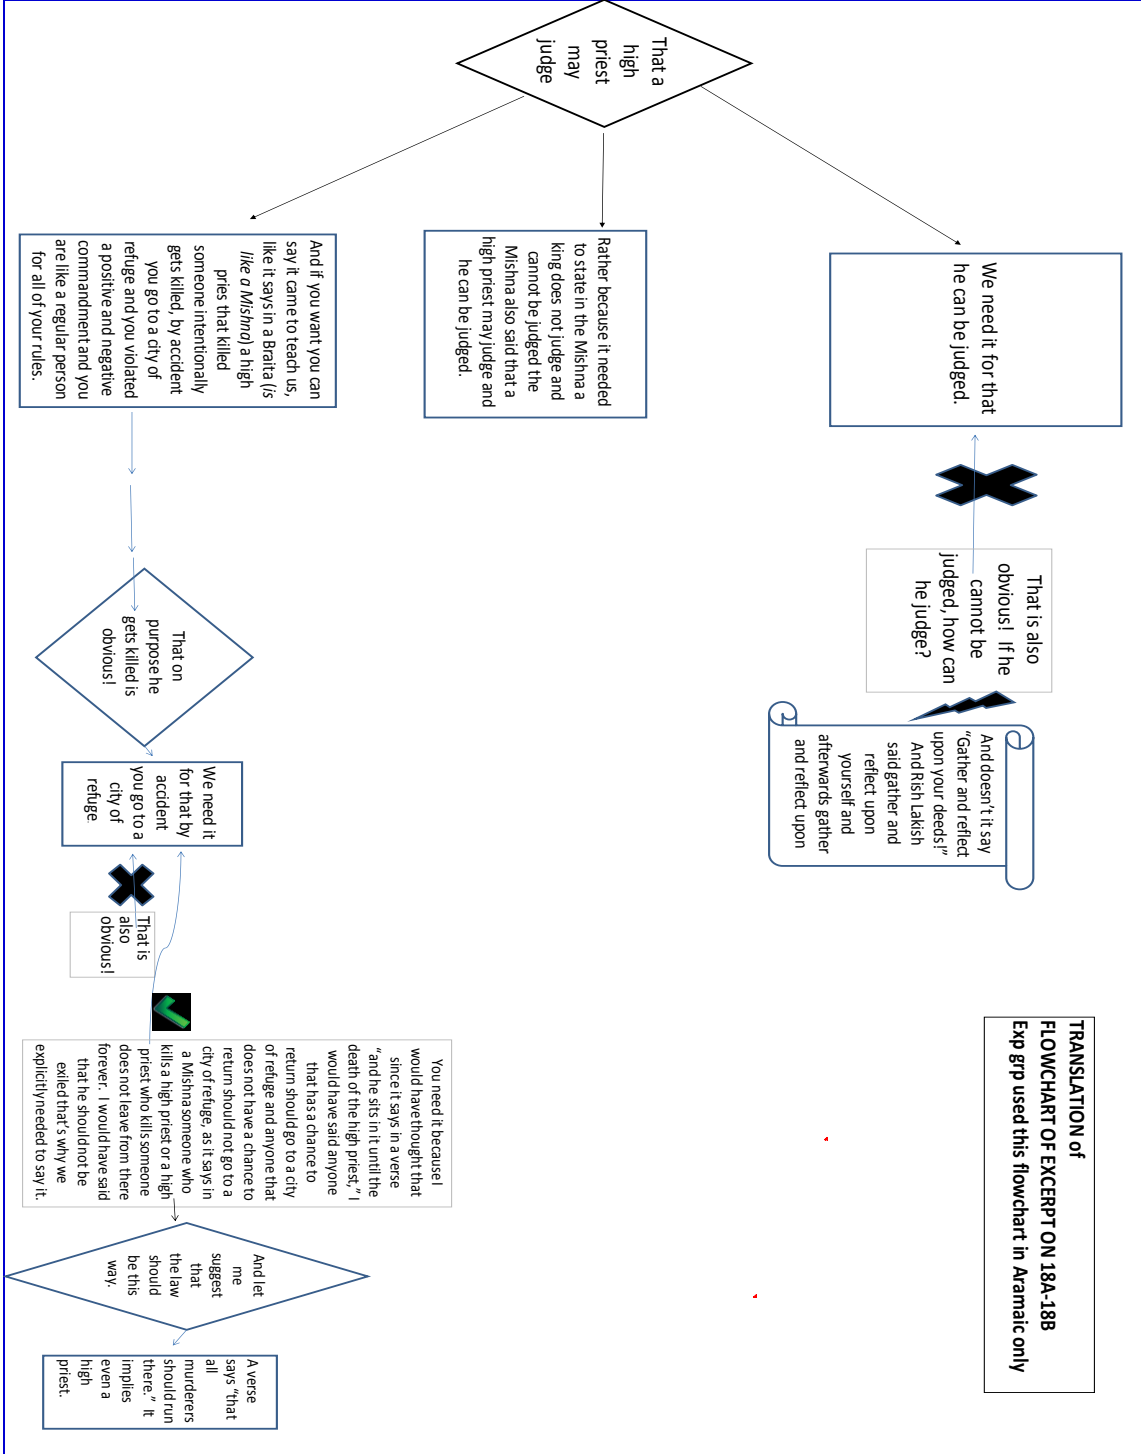 TRANSLATION of
FLOWCHART OF EXCERPT ON 18A-18B
Exp grp used this flowchart in Aramaic only
That a
high
priest
may
judge
We need it for that
he can be judged.
That is also
obvious! If he
cannot be
judged, how can
he judge?
And doesn't it say
"Gather and reflect
upon your deeds!"
And Rish Lakish
said gather and
reflect upon
yourself and
afterwards gather
and reflect upon
Rather because it needed
to state in the Mishna a
king does not judge and
cannot be judged the
Mishna also said that a
high priest may judge and
he can be judged.
And if you want you can
say it came to teach us,
like it says in a Braita (is
like a Mishna) a high
pries that killed
someone intentionally
gets killed, by accident
you go to a city of
refuge and you violated
a positive and negative
commandment and you
are like a regular person
for all of your rules.
That on
purpose he
gets killed is
obvious!
We need it
for that by
accident
you go to a
city of
refuge.
That is
also
obvious!
You need it because I
would have thought that
since it says in a verse
"and he sits in it until the
death of the high priest," I
would have said anyone
that has a chance to
return should go to a city
of refuge and anyone that
does not have a chance to
return should not go to a
city of refuge, as it says in
a Mishna someone who
kills a high priest or a high
priest who kills someone
does not leave from there
forever. I would have said
that he should not be
exiled that's why we
explicitly needed to say it.
And let
me
suggest
that
the law
should
be this
way.
A verse
says "that
all
murderers
should run
there." It
implies
even a
high
priest.